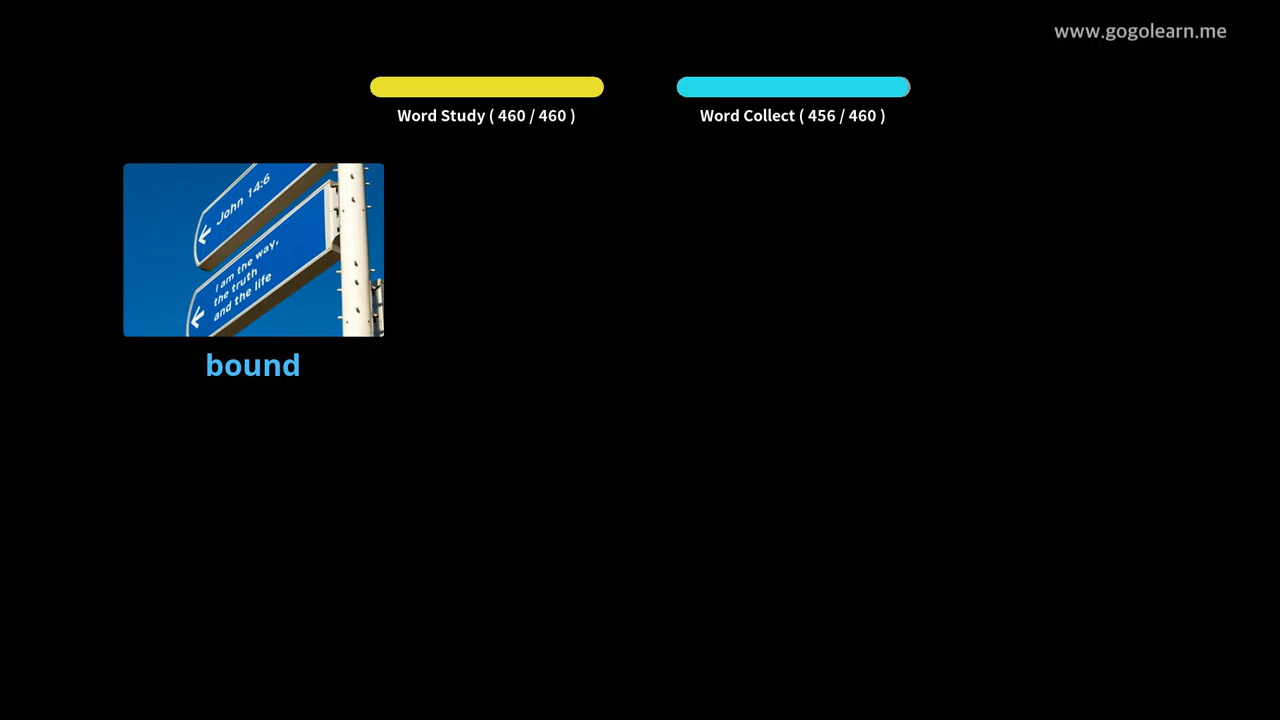 www.gogolearn.me
Word Study ( 460 / 460 )
Word Collect ( 456 / 460 )
John 14:6
I am the way,
the truth
and the life
bound